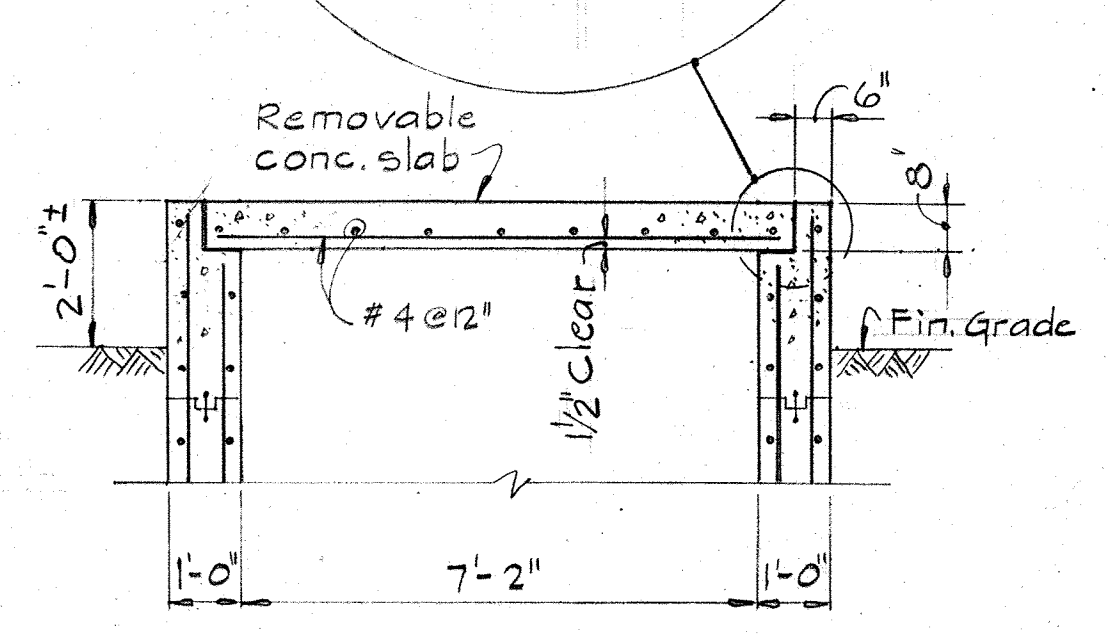 6"
Removable
conc. slab
8"
2'-0"±
#4@12"
1½" Clear
Fin. Grade
1'-0"
7'-2"
1'-0"